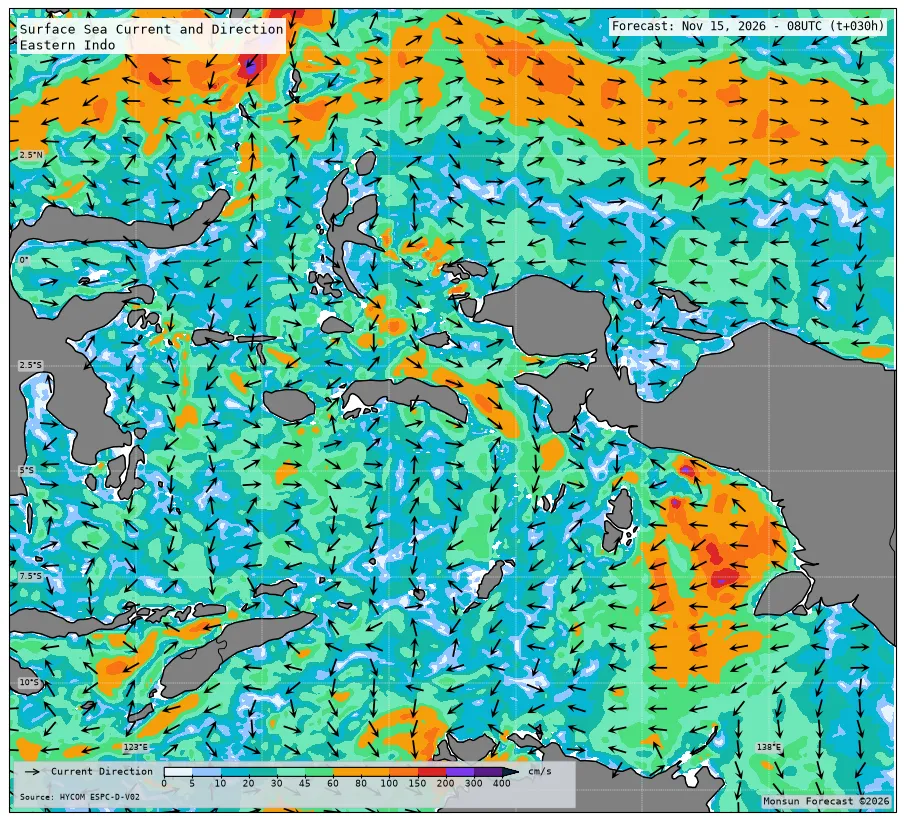 Surface Sea Current and Direction
Eastern Indo
Forecast: Nov 15, 2026 - 08UTC (t+030h)
2.5°N
0°
2.5°S
5°S
7.5°S
10°S
123°E
138°E
Current Direction
0 5 10 20 30 45 60 80 100 150 200 300 400
cm/s
Source: HYCOM ESPC-D-V02
Monsun Forecast ©2026